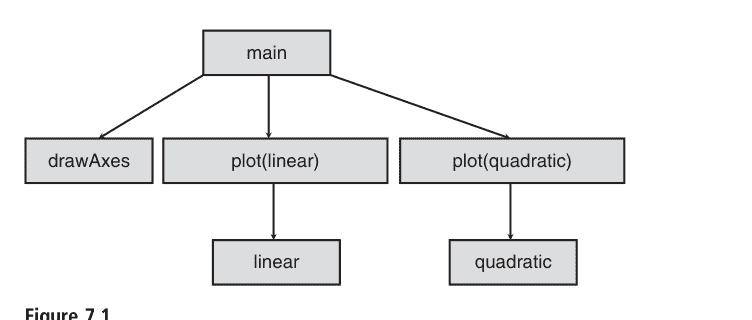 main
drawAxes
plot(linear)
plot(quadratic)
linear
quadratic
Figure 7.1